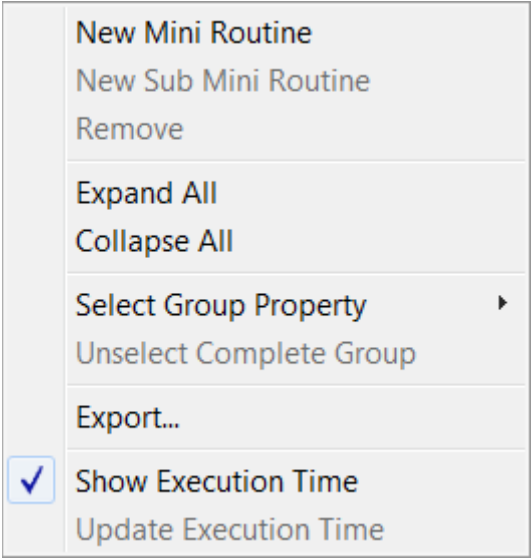 New Mini Routine
New Sub Mini Routine
Remove
Expand All
Collapse All
Select Group Property
Unselect Complete Group
Export...
Show Execution Time
Update Execution Time